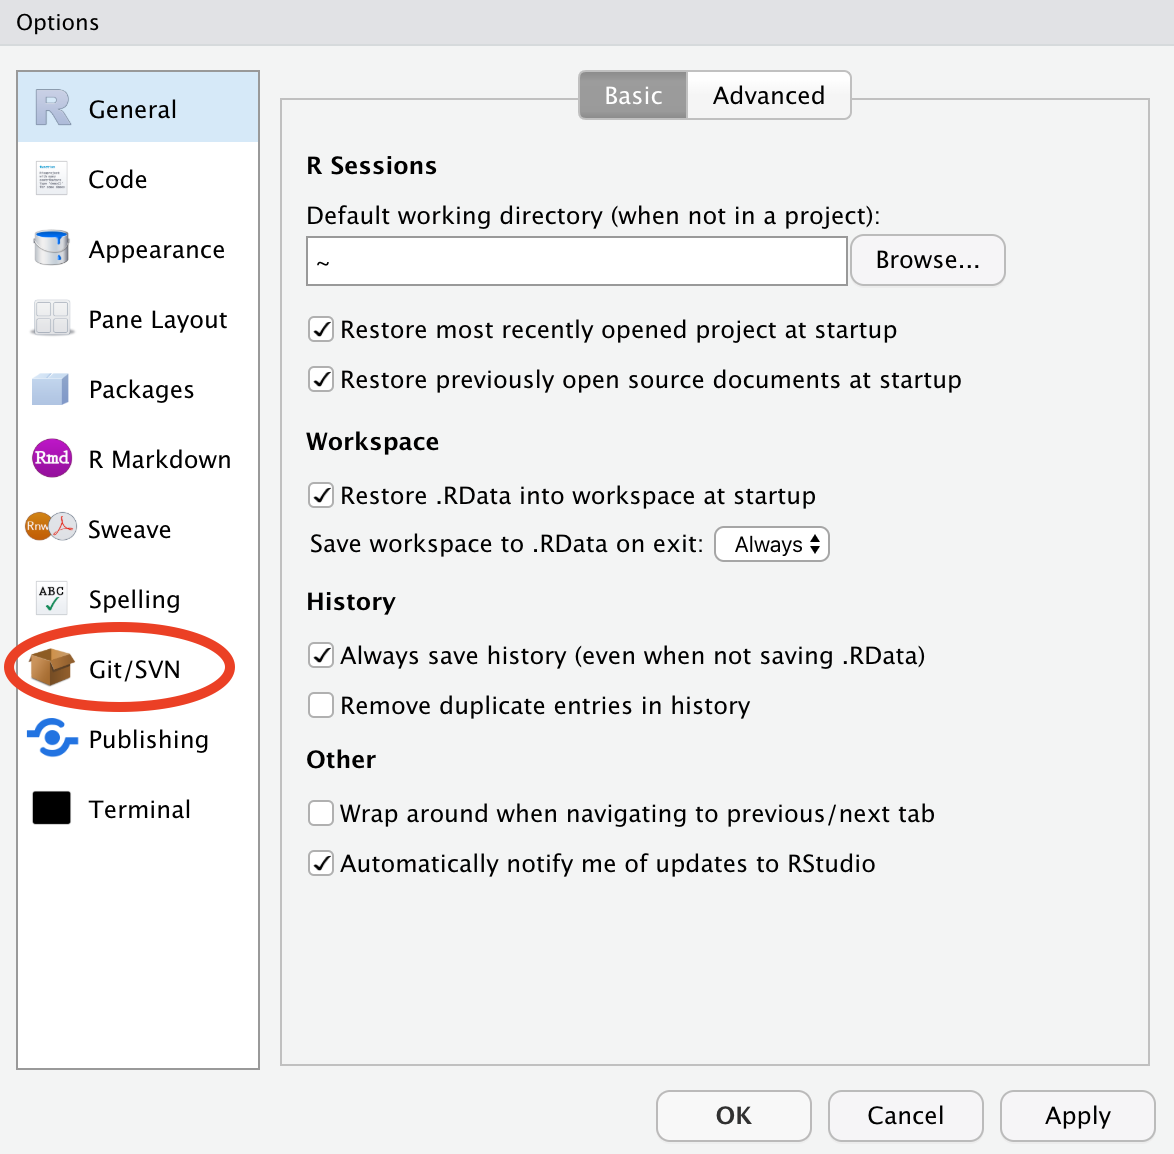 Options
General
Code
Appearance
Pane Layout
Packages
Rmd
R Markdown
Rnw
Sweave
ABC
Spelling
Git/SVN
Publishing
Terminal
Basic
Advanced
R Sessions
Default working directory (when not in a project):
~
Browse...
Restore most recently opened project at startup
Restore previously open source documents at startup
Workspace
Restore .RData into workspace at startup
Save workspace to .RData on exit: Always
History
Always save history (even when not saving .RData)
Remove duplicate entries in history
Other
Wrap around when navigating to previous/next tab
Automatically notify me of updates to RStudio
OK
Cancel
Apply